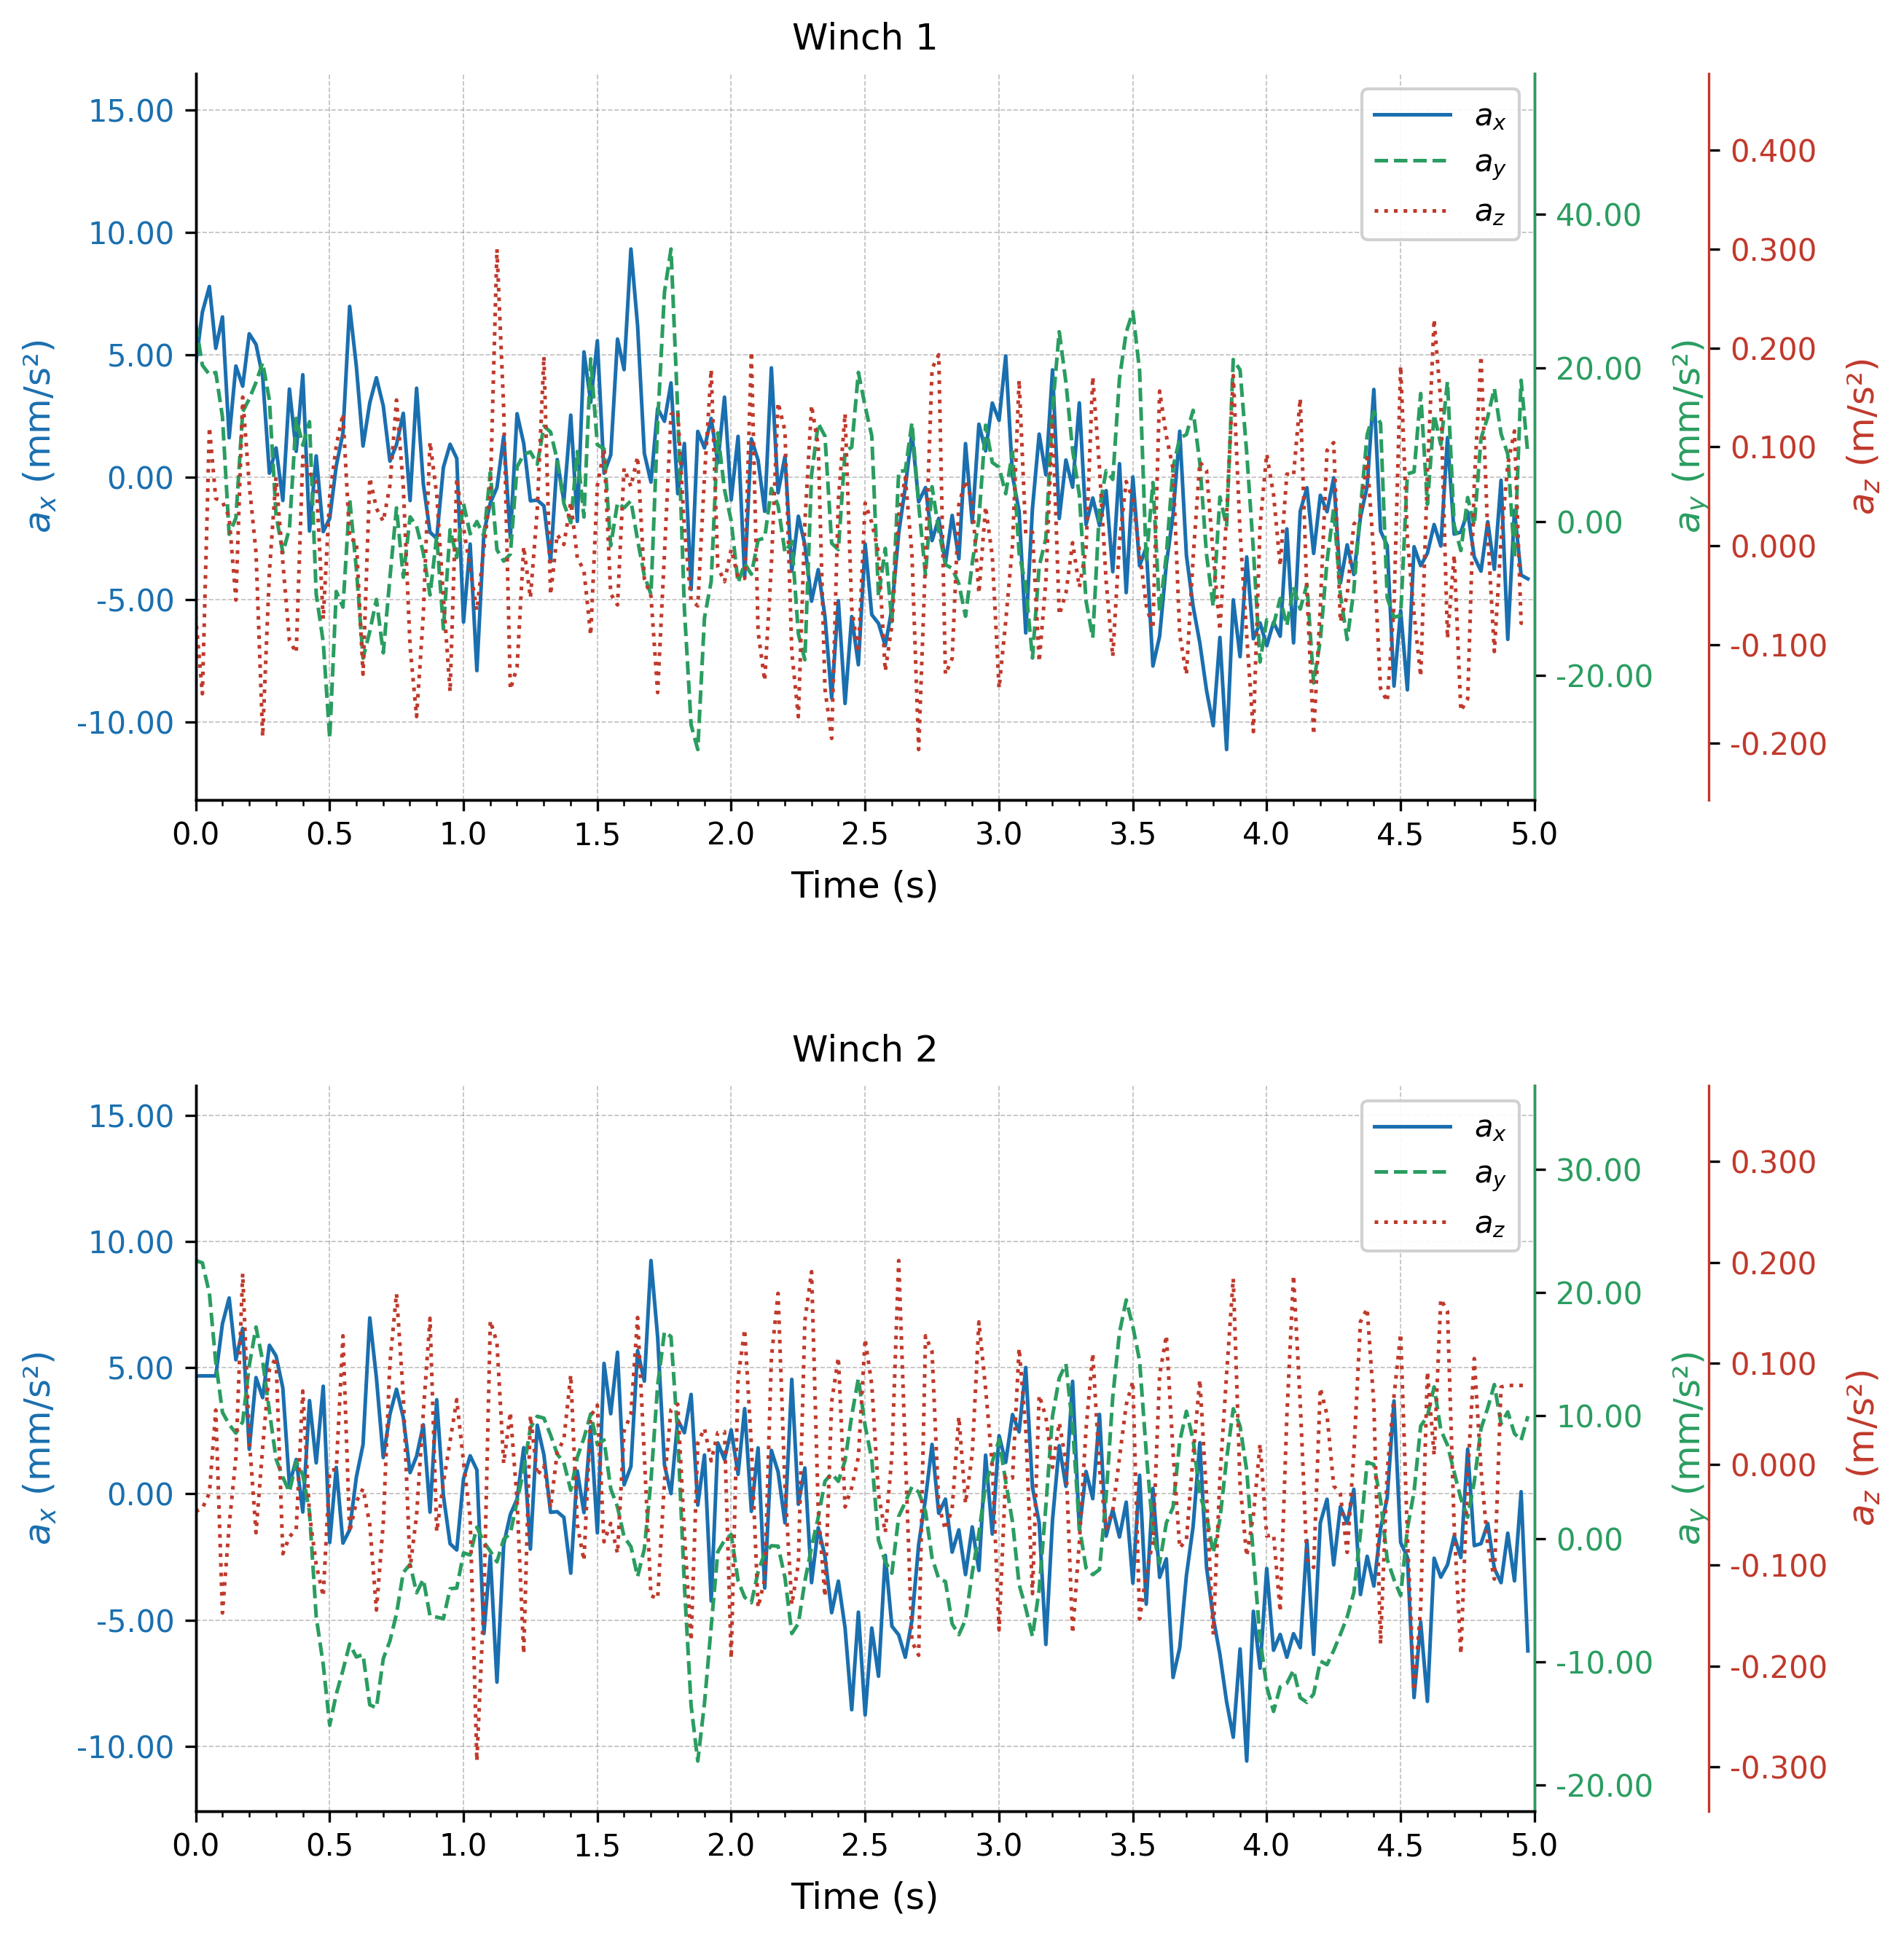 Winch 1
15.00
10.00
5.00
0.00
-5.00
-10.00
aₓ (mm/s²)
aₓ
a_y
a_z
40.00
20.00
0.00
-20.00
a_y (mm/s²)
0.400
0.300
0.200
0.100
0.000
-0.100
-0.200
a_z (m/s²)
0.0 0.5 1.0 1.5 2.0 2.5 3.0 3.5 4.0 4.5 5.0
Time (s)
Winch 2
15.00
10.00
5.00
0.00
-5.00
-10.00
aₓ (mm/s²)
aₓ
a_y
a_z
30.00
20.00
10.00
0.00
-10.00
-20.00
a_y (mm/s²)
0.300
0.200
0.100
0.000
-0.100
-0.200
-0.300
a_z (m/s²)
0.0 0.5 1.0 1.5 2.0 2.5 3.0 3.5 4.0 4.5 5.0
Time (s)